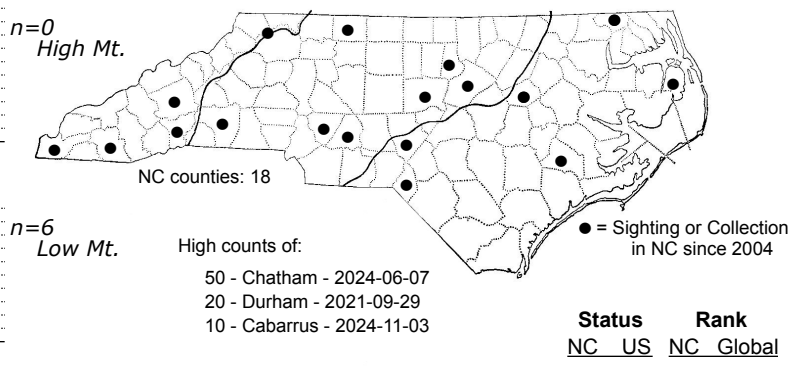 n=0
High Mt.
NC counties: 18
n=6
Low Mt.
● = Sighting or Collection
in NC since 2004
High counts of:
50 - Chatham - 2024-06-07
20 - Durham - 2021-09-29
10 - Cabarrus - 2024-11-03
Status Rank
NC US NC Global